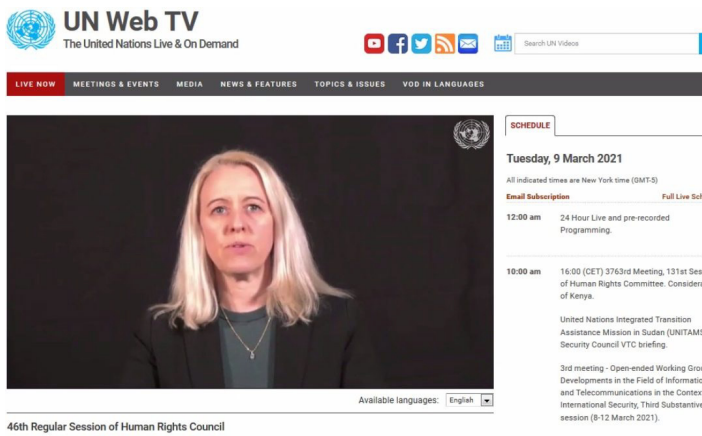 UN Web TV
The United Nations Live & On Demand
Search UN Videos
LIVE NOW MEETINGS & EVENTS MEDIA NEWS & FEATURES TOPICS & ISSUES VOD IN LANGUAGES
SCHEDULE
Tuesday, 9 March 2021
All indicated times are New York time (GMT-5)
Email Subscription Full Live Sch
12:00 am 24 Hour Live and pre-recorded
Programming.
10:00 am 16:00 (CET) 3763rd Meeting, 131st Ses
of Human Rights Committee. Considera
of Kenya.
United Nations Integrated Transition
Assistance Mission in Sudan (UNITAMS
Security Council VTC briefing.
3rd meeting - Open-ended Working Gro
Developments in the Field of Informatio
and Telecommunications in the Contex
International Security, Third Substantive
session (8-12 March 2021).
Available languages: English
46th Regular Session of Human Rights Council